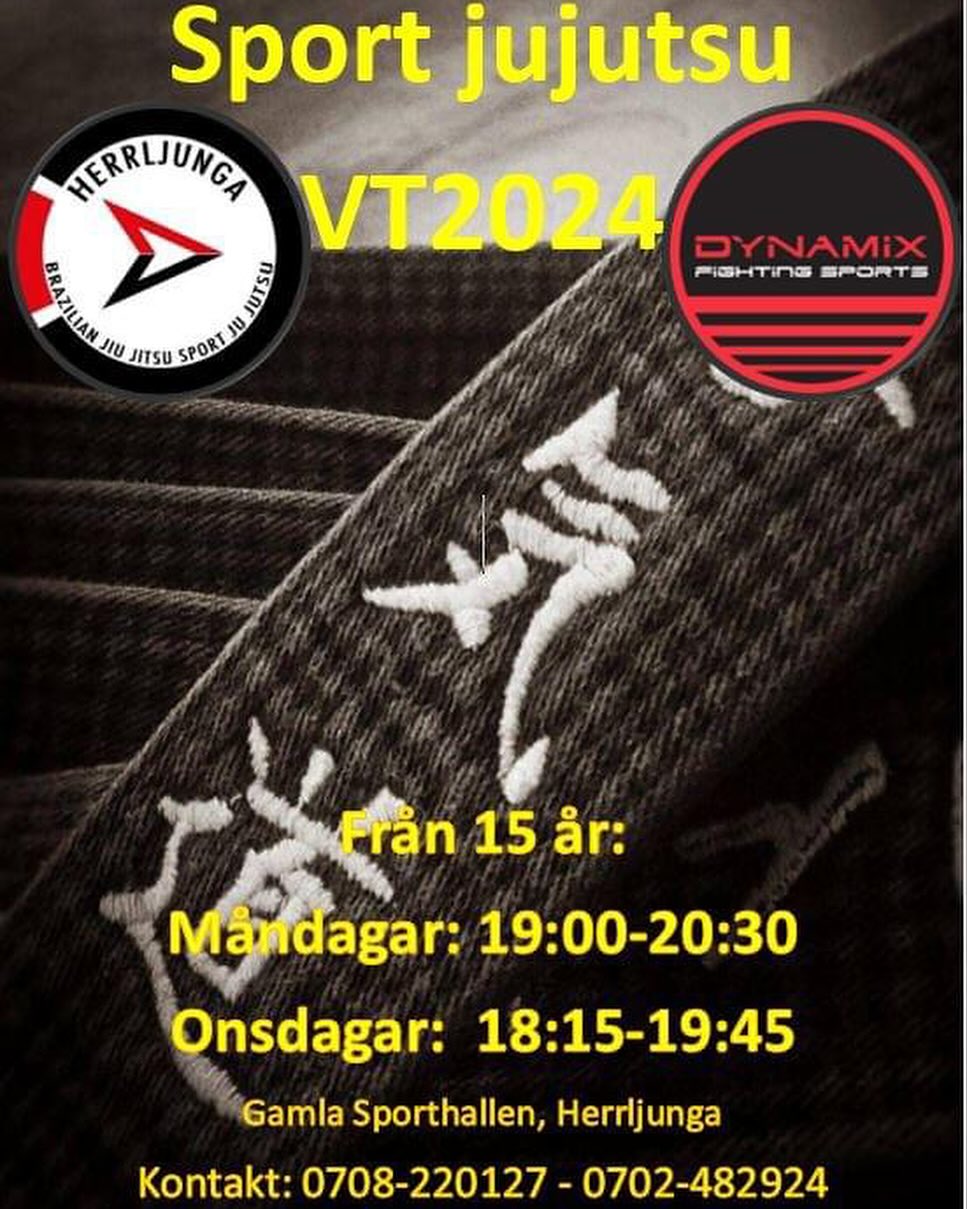 Sport jujutsu
HERRLJUNGA
BRAZILIAN JIU JITSU SPORT JU JUTSU
VT2024
DYNAMiX
FiGHTiNG SPORTS
Från 15 år:
Måndagar: 19:00-20:30
Onsdagar: 18:15-19:45
Gamla Sporthallen, Herrljunga
Kontakt: 0708-220127 - 0702-482924